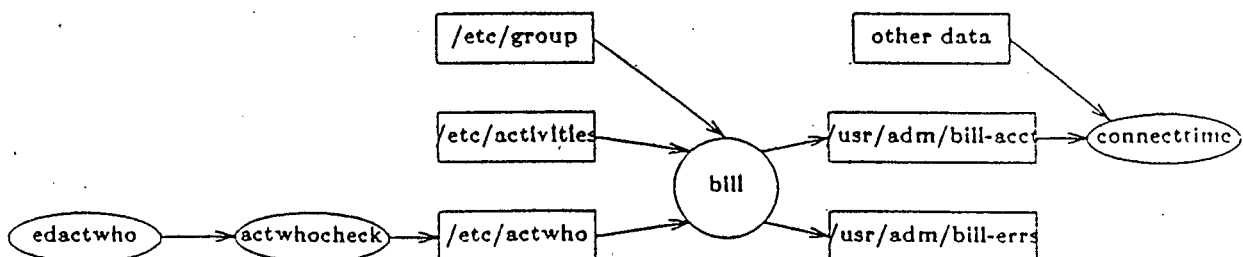 /etc/group
other data
/etc/activities
/usr/adm/bill-acct
connecttime
bill
edactwho
actwhocheck
/etc/actwho
/usr/adm/bill-errs